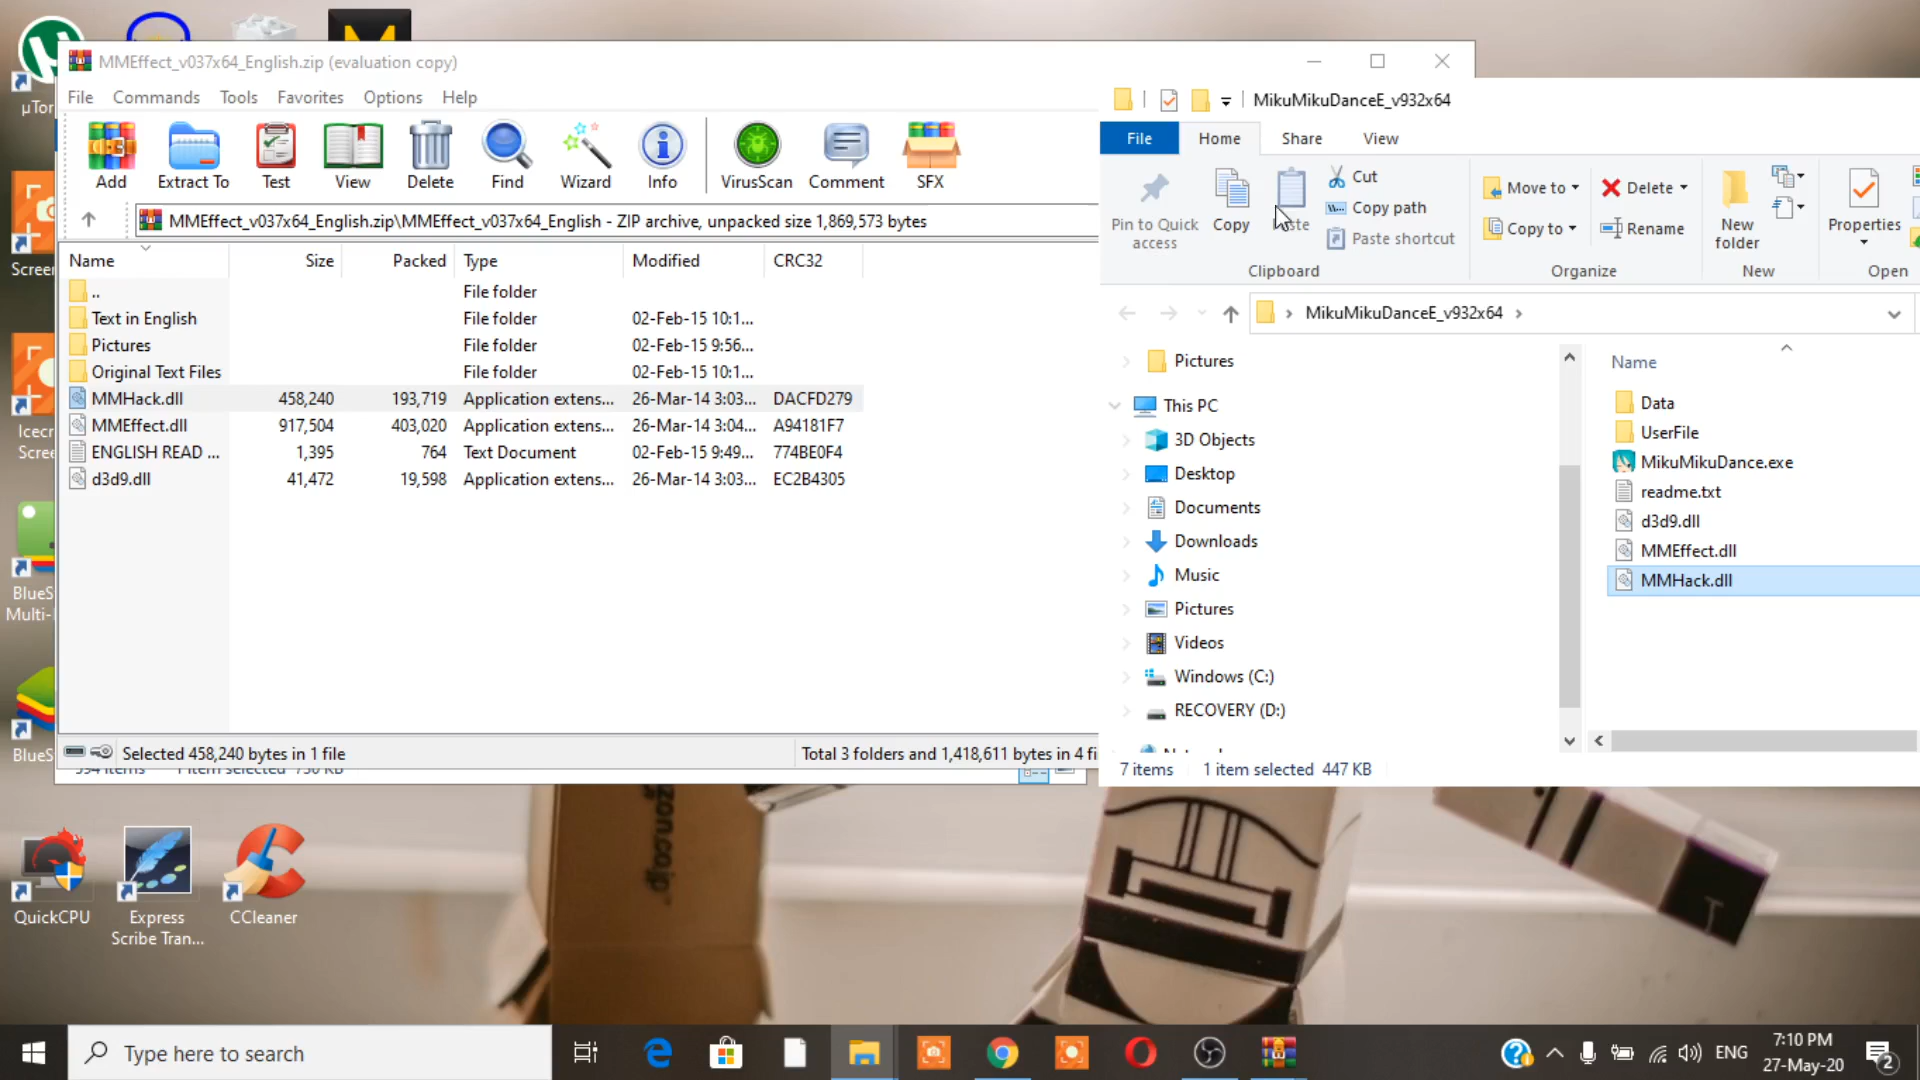 µTor
MMEffect_v037x64_English.zip (evaluation copy)
File Commands Tools Favorites Options Help
Add Extract To Test View Delete Find Wizard Info VirusScan Comment SFX
MMEffect_v037x64_English.zip\MMEffect_v037x64_English - ZIP archive, unpacked size 1,869,573 bytes
Name Size Packed Type Modified CRC32
.. File folder
Text in English File folder 02-Feb-15 10:1...
Pictures File folder 02-Feb-15 9:56...
Original Text Files File folder 02-Feb-15 10:1...
MMHack.dll 458,240 193,719 Application extens... 26-Mar-14 3:03... DACFD279
MMEffect.dll 917,504 403,020 Application extens... 26-Mar-14 3:04... A94181F7
ENGLISH READ ... 1,395 764 Text Document 02-Feb-15 9:49... 774BE0F4
d3d9.dll 41,472 19,598 Application extens... 26-Mar-14 3:03... EC2B4305
Selected 458,240 bytes in 1 file
Total 3 folders and 1,418,611 bytes in 4 fi
MikuMikuDanceE_v932x64
File Home Share View
Pin to Quick access
Copy
Paste
Cut
Copy path
Paste shortcut
Move to
Copy to
Delete
Rename
New folder
Properties
Clipboard Organize New Open
MikuMikuDanceE_v932x64
Pictures
This PC
3D Objects
Desktop
Documents
Downloads
Music
Pictures
Videos
Windows (C:)
RECOVERY (D:)
Name
Data
UserFile
MikuMikuDance.exe
readme.txt
d3d9.dll
MMEffect.dll
MMHack.dll
7 items 1 item selected 447 KB
Screen
Icecr
Scree
BlueS
Multi-I
BlueS
QuickCPU
Express
Scribe Tran...
CCleaner
Type here to search
ENG
7:10 PM
27-May-20
2